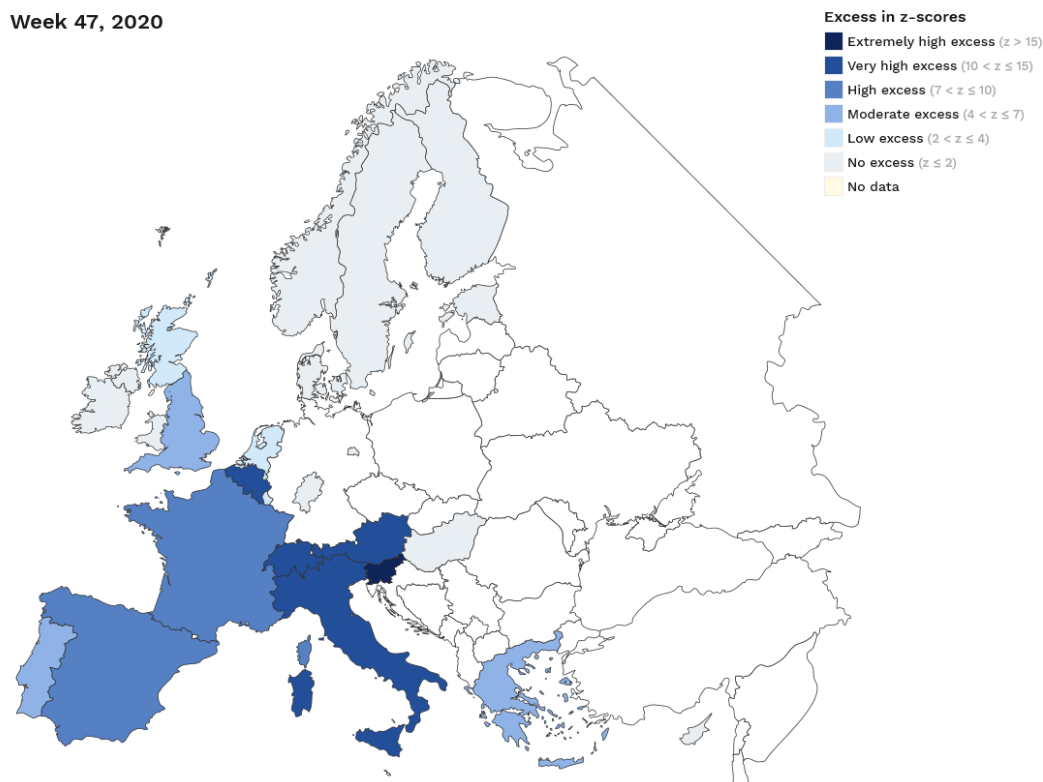 Week 47, 2020
Excess in z-scores
Extremely high excess (z > 15)
Very high excess (10 < z ≤ 15)
High excess (7 < z ≤ 10)
Moderate excess (4 < z ≤ 7)
Low excess (2 < z ≤ 4)
No excess (z ≤ 2)
No data